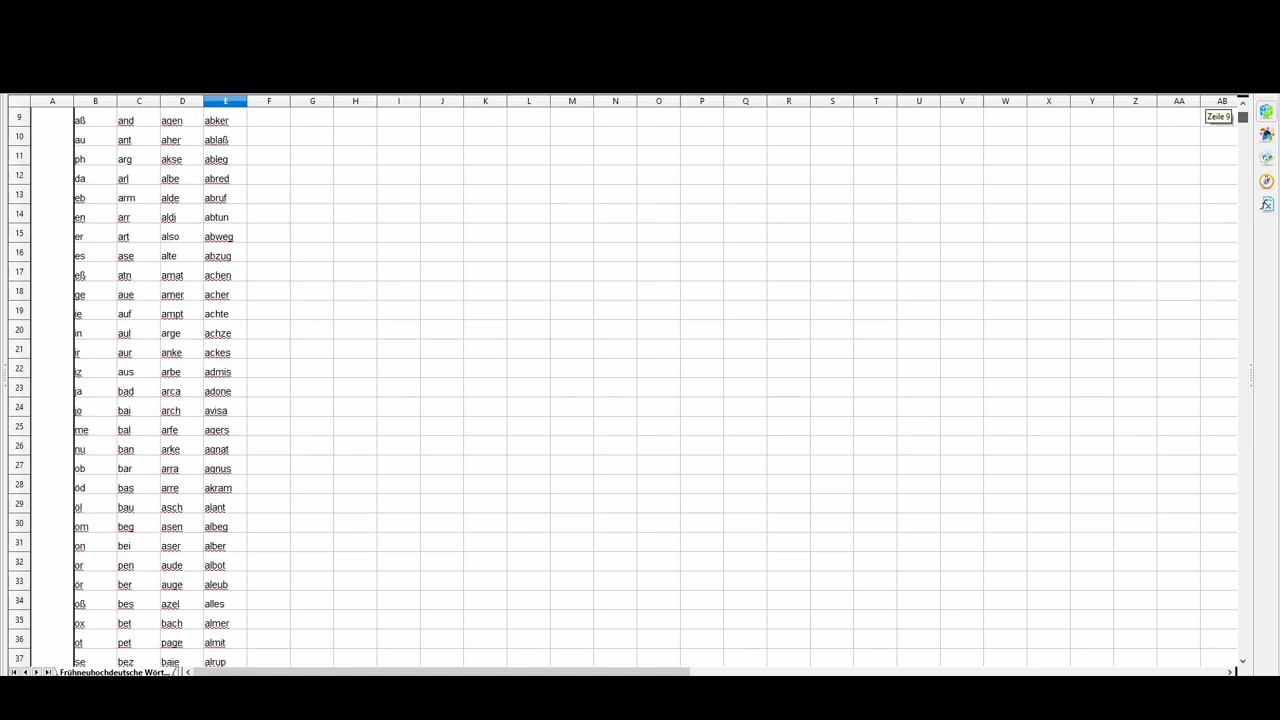 A B C D E F G H I J K L M N O P Q R S T U V W X Y Z AA AB
9 aß and agen abker
Zeile 9
10 au ant aher ablaß
11 ph arg akse ableg
12 da arl albe abred
13 eb arm alde abruf
14 en arr aldi abtun
15 er art also abweg
16 es ase alte abzug
17 eß atn amat achen
18 ge aue amer acher
19 ie auf ampt achte
20 in aul arge achze
21 ir aur anke ackes
22 iz aus arbe admis
23 ja bad arca adone
24 jo bai arch avisa
25 me bal arfe agers
26 nu ban arke agnat
27 ob bar arra agnus
28 öd bas arre akram
29 öl bau asch alant
30 om beg asen albeg
31 on bei aser alber
32 or pen aude albot
33 ör ber auge aleub
34 oß bes azel alles
35 ox bet bach almer
36 ot pet page almit
37 se bez baje alrup
Frühneuhochdeutsche Wört...